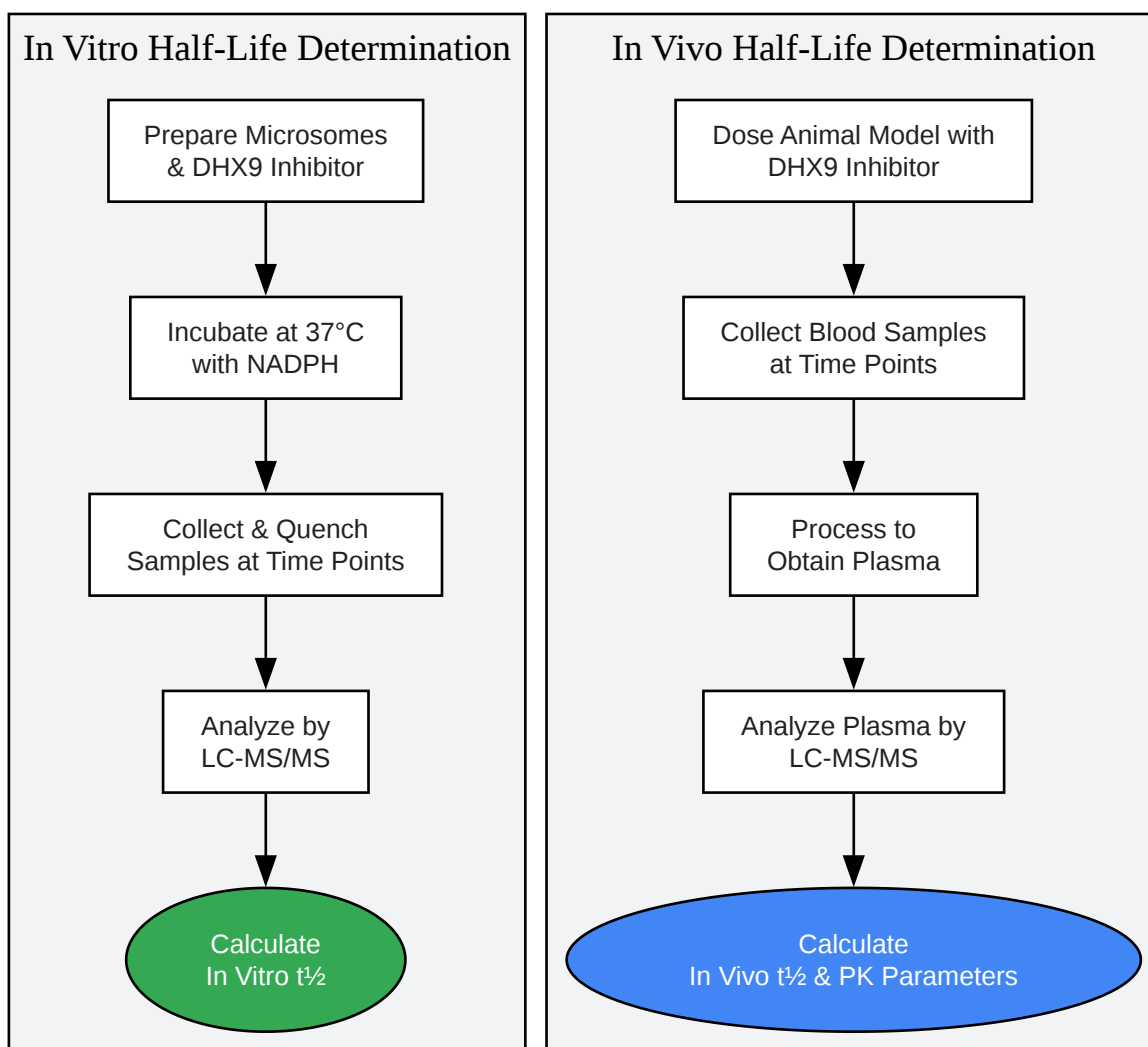 In Vitro Half-Life Determination
Prepare Microsomes
& DHX9 Inhibitor
Incubate at 37°C
with NADPH
Collect & Quench
Samples at Time Points
Analyze by
LC-MS/MS
Calculate
In Vitro t½
In Vivo Half-Life Determination
Dose Animal Model with
DHX9 Inhibitor
Collect Blood Samples
at Time Points
Process to
Obtain Plasma
Analyze Plasma by
LC-MS/MS
Calculate
In Vivo t½ & PK Parameters